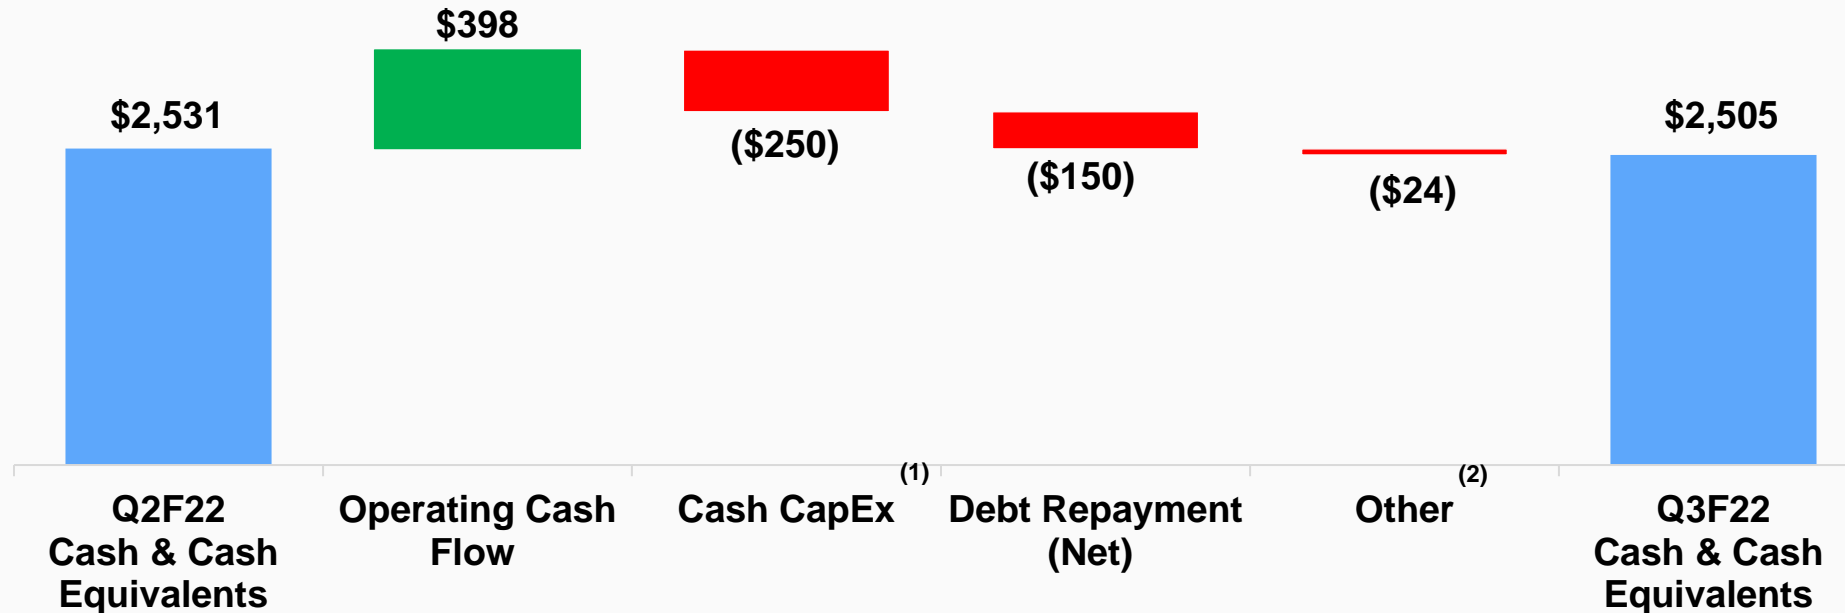 $398
$2,531
$2,505
($250)
($150)
($24)
(1)
(2)
Q2F22
Cash & Cash
Equivalents
Operating Cash
Flow
Cash CapEx
Debt Repayment
(Net)
Other
Q3F22
Cash & Cash
Equivalents